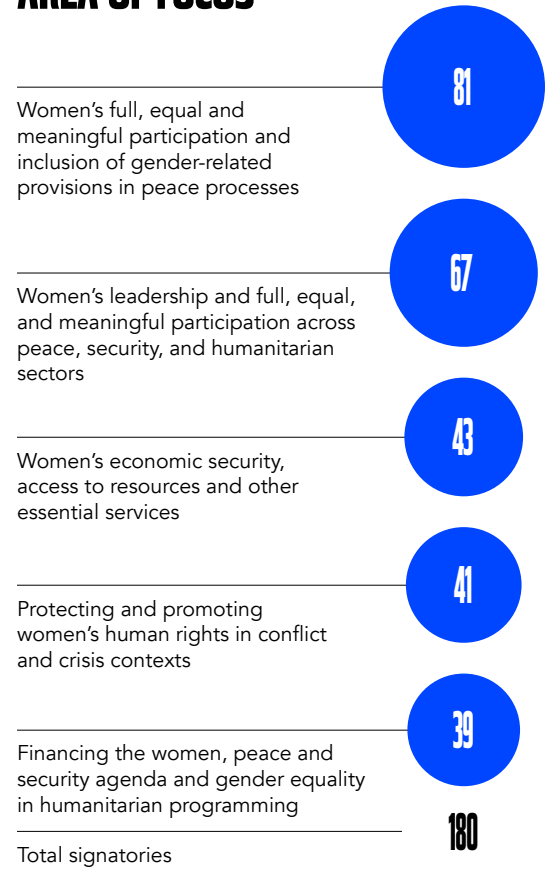 AREA OF FOCUS
81
Women’s full, equal and
meaningful participation and
inclusion of gender-related
provisions in peace processes
67
Women’s leadership and full, equal,
and meaningful participation across
peace, security, and humanitarian
sectors
43
Women’s economic security,
access to resources and other
essential services
41
Protecting and promoting
women’s human rights in conflict
and crisis contexts
39
Financing the women, peace and
security agenda and gender equality
in humanitarian programming
180
Total signatories